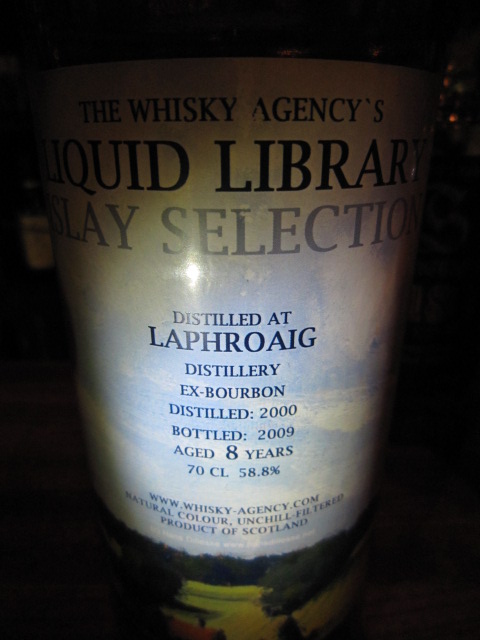 THE WHISKY AGENCY`S
LIQUID LIBRARY
ISLAY SELECTION
DISTILLED AT
LAPHROAIG
DISTILLERY
EX-BOURBON
DISTILLED: 2000
BOTTLED: 2009
AGED 8 YEARS
70 CL 58.8%
WWW.WHISKY-AGENCY.COM
NATURAL COLOUR, UNCHILL-FILTERED
PRODUCT OF SCOTLAND